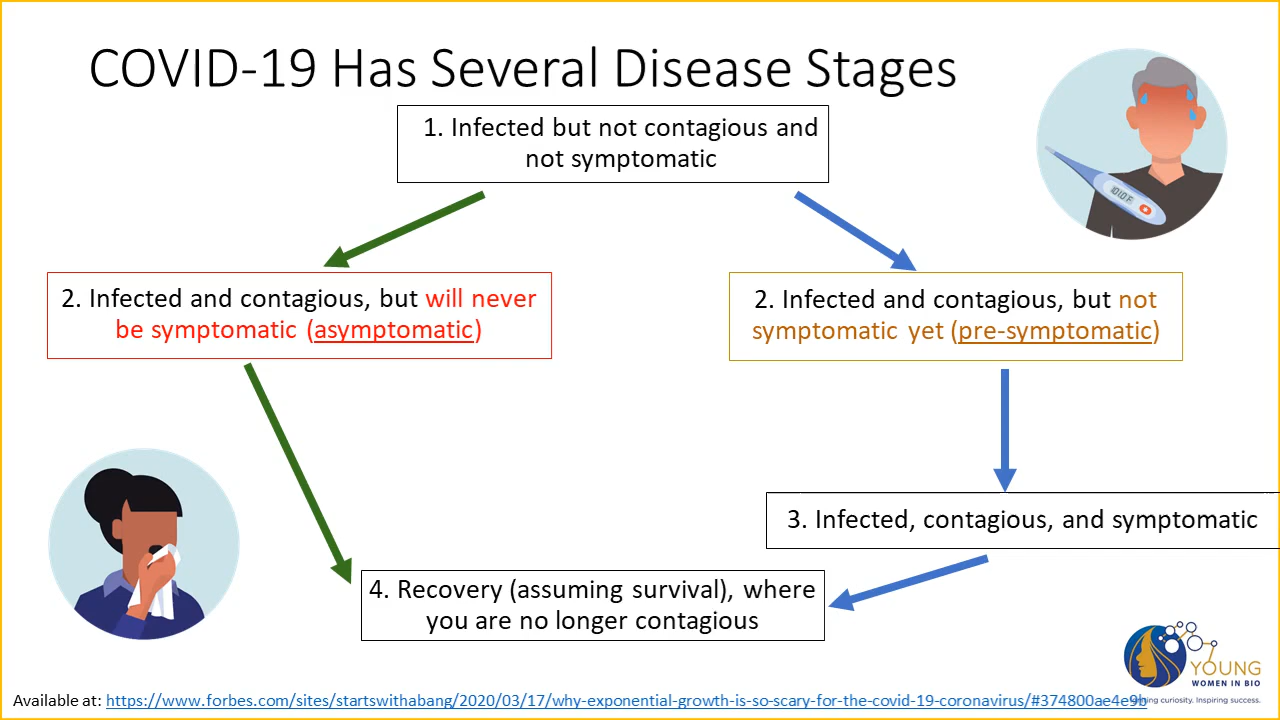 COVID-19 Has Several Disease Stages
1. Infected but not contagious and
not symptomatic
2. Infected and contagious, but will never
be symptomatic (asymptomatic)
2. Infected and contagious, but not
symptomatic yet (pre-symptomatic)
3. Infected, contagious, and symptomatic
4. Recovery (assuming survival), where
you are no longer contagious
YOUNG
WOMEN IN BIO
curiosity. Inspiring success.
Available at: https://www.forbes.com/sites/startswithabang/2020/03/17/why-exponential-growth-is-so-scary-for-the-covid-19-coronavirus/#374800ae4e9b